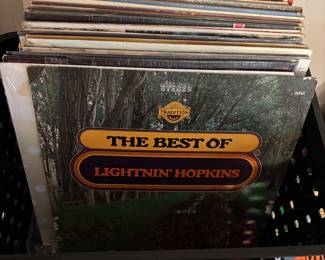 STEREO
TRADITION
THE BEST OF
LIGHTNIN' HOPKINS